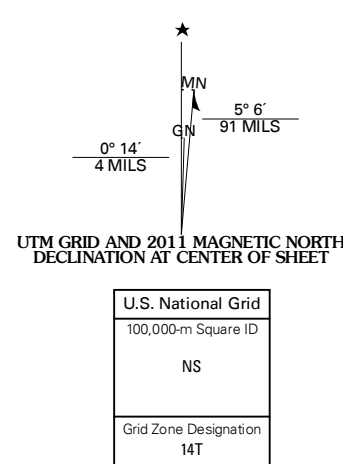 ★
MN
GN
5° 6´
91 MILS
0° 14´
4 MILS
UTM GRID AND 2011 MAGNETIC NORTH
DECLINATION AT CENTER OF SHEET
U.S. National Grid
100,000-m Square ID
NS
Grid Zone Designation
14T